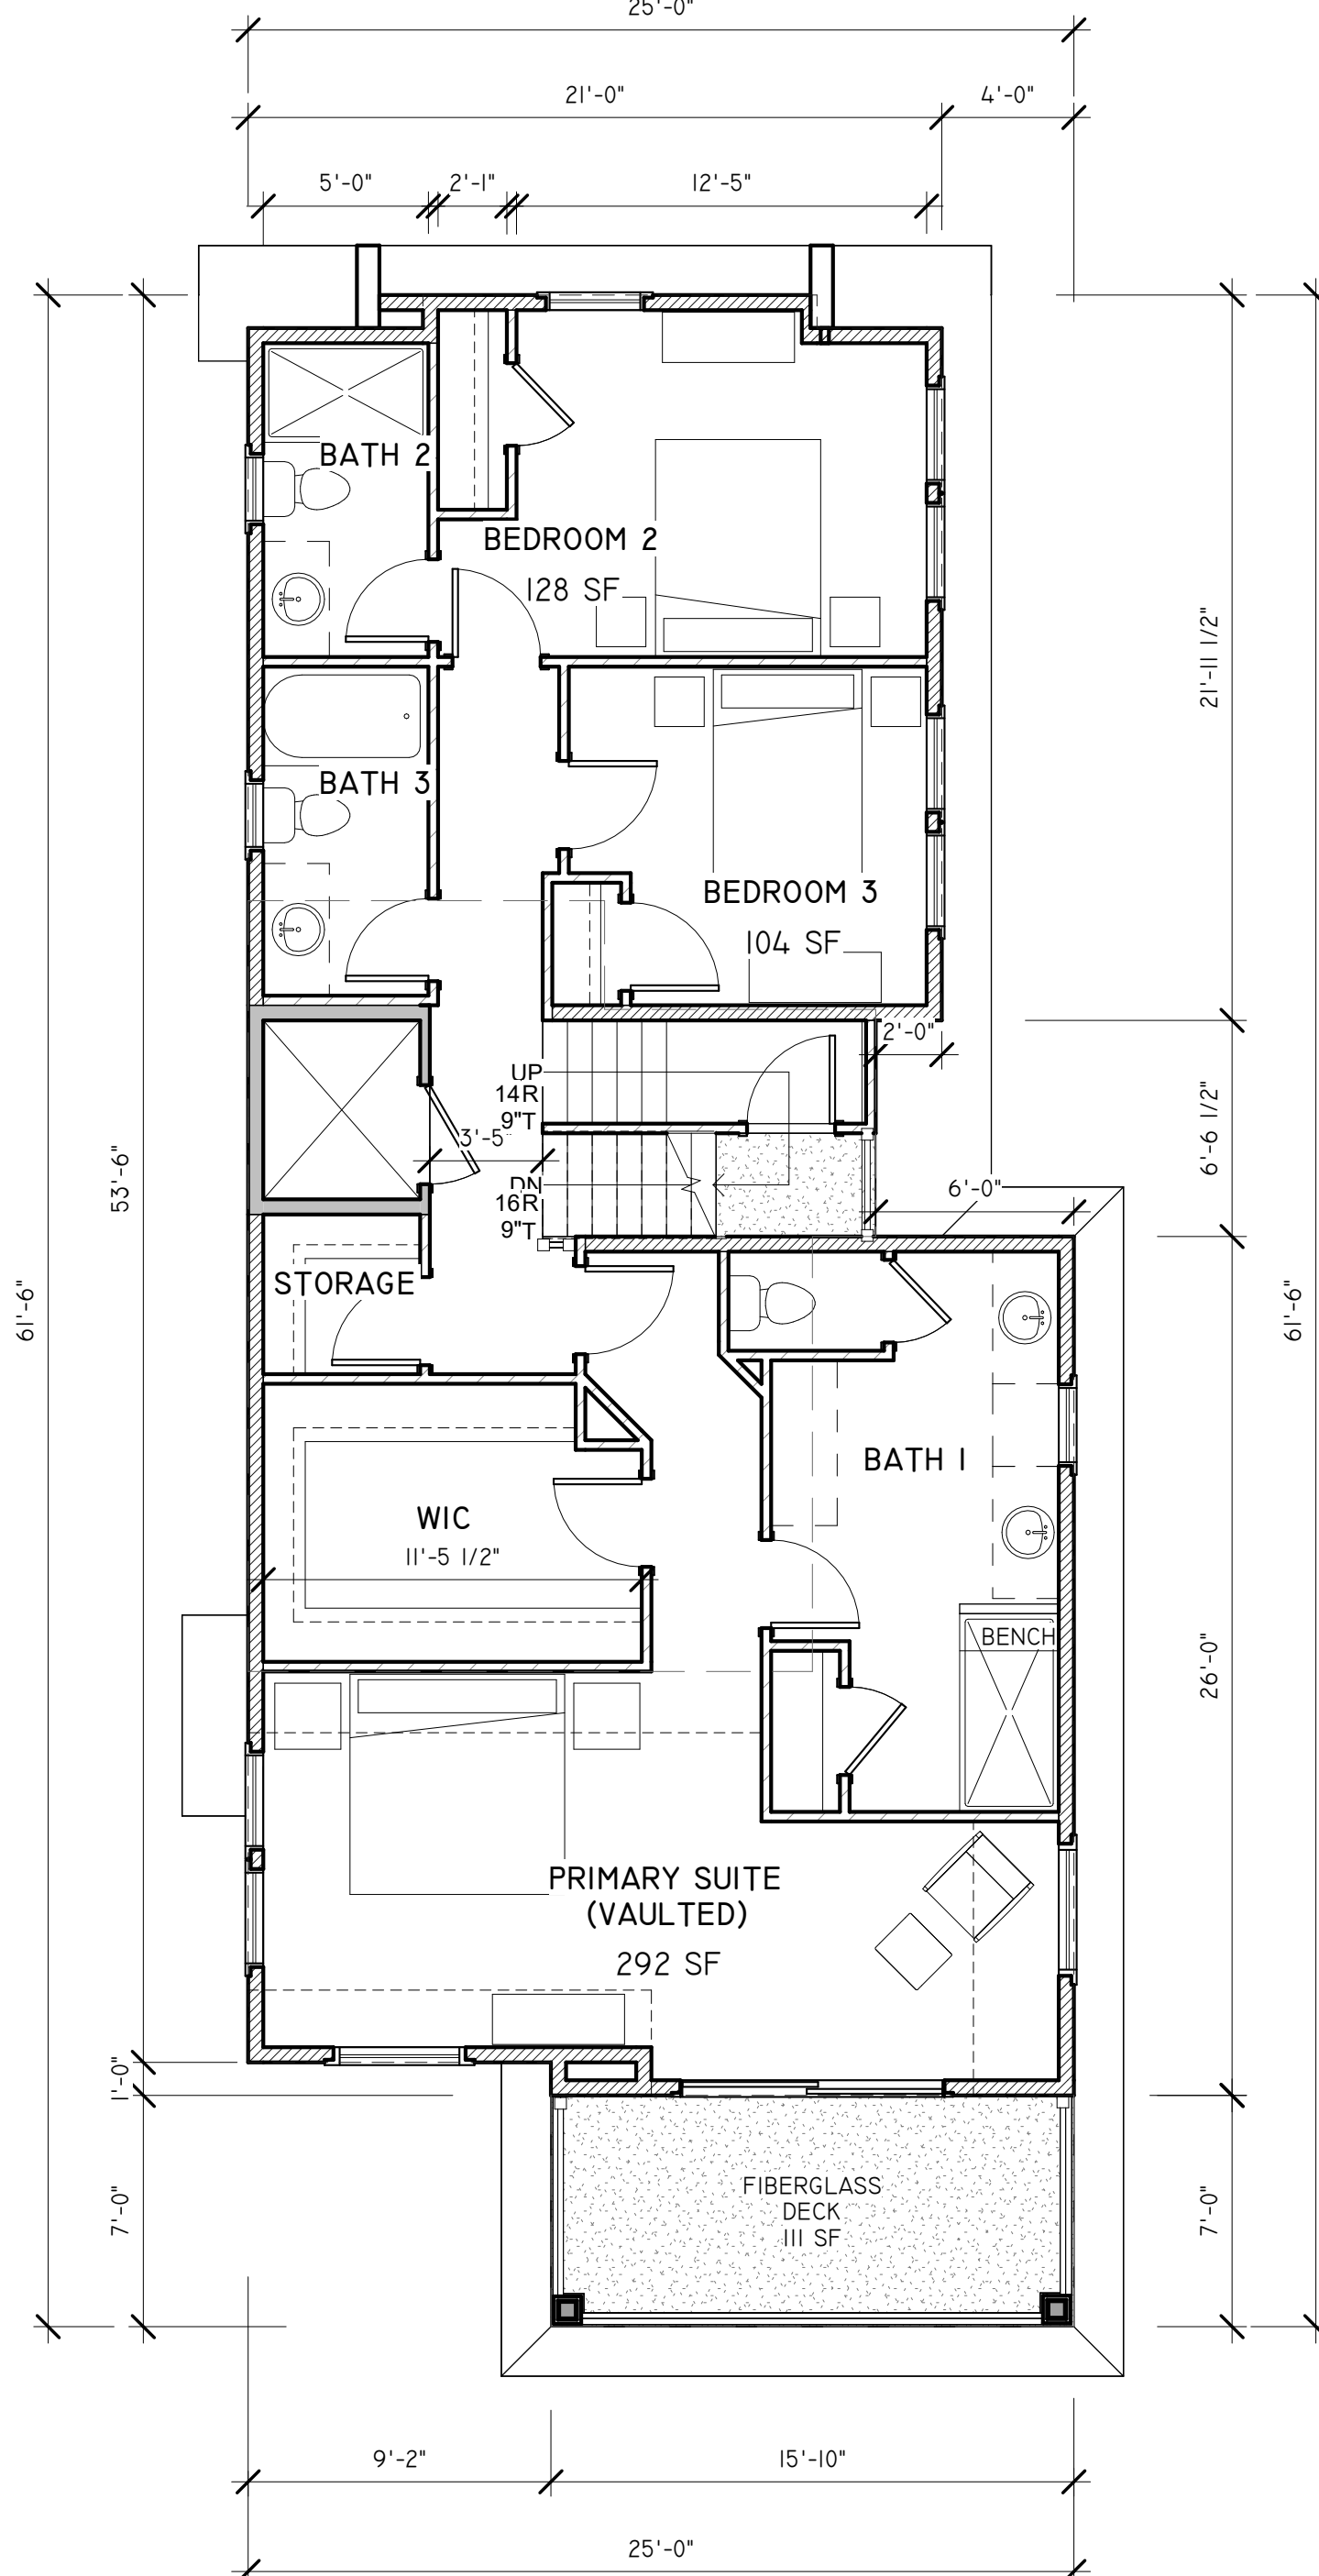 25'-0"
21'-0"
4'-0"
5'-0"
2'-1"
12'-5"
BATH 2
BEDROOM 2
128 SF
21'-11 1/2"
BATH 3
BEDROOM 3
104 SF
2'-0"
UP
14R
9"T
3'-5"
53'-6"
6'-6 1/2"
DN
16R
9"T
6'-0"
61'-6"
61'-6"
STORAGE
BATH 1
WIC
11'-5 1/2"
BENCH
26'-0"
PRIMARY SUITE
(VAULTED)
292 SF
1'-0"
FIBERGLASS
DECK
111 SF
7'-0"
7'-0"
9'-2"
15'-10"
25'-0"